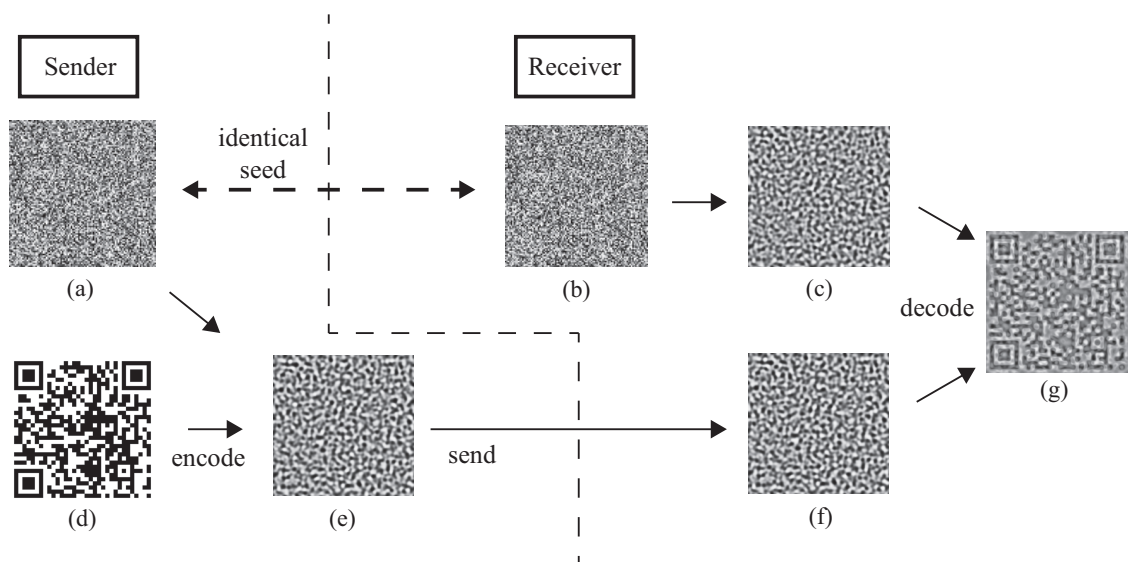 Sender
Receiver
identical
seed
(a)
(b)
(c)
decode
(g)
encode
send
(d)
(e)
(f)